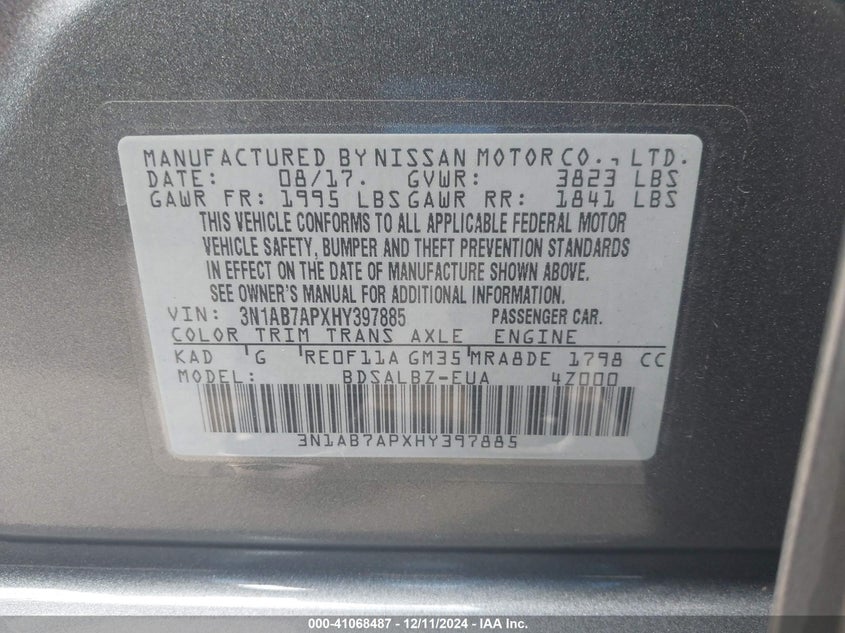 MANUFACTURED BY NISSAN MOTOR CO., LTD.
DATE: 08/17. GVWR: 3823 LBS
GAWR FR: 1995 LBS GAWR RR: 1841 LBS
THIS VEHICLE CONFORMS TO ALL APPLICABLE FEDERAL MOTOR
VEHICLE SAFETY, BUMPER AND THEFT PREVENTION STANDARDS
IN EFFECT ON THE DATE OF MANUFACTURE SHOWN ABOVE.
SEE OWNER'S MANUAL FOR ADDITIONAL INFORMATION.
VIN: 3N1AB7APXHY397885 PASSENGER CAR.
COLOR TRIM TRANS AXLE ENGINE
KAD G RE0F11A GM35 MRA8DE 1798 CC
MODEL: BDSALBZ-EUA 4Z000
3N1AB7APXHY397885
000-41068487 - 12/11/2024 - IAA Inc.